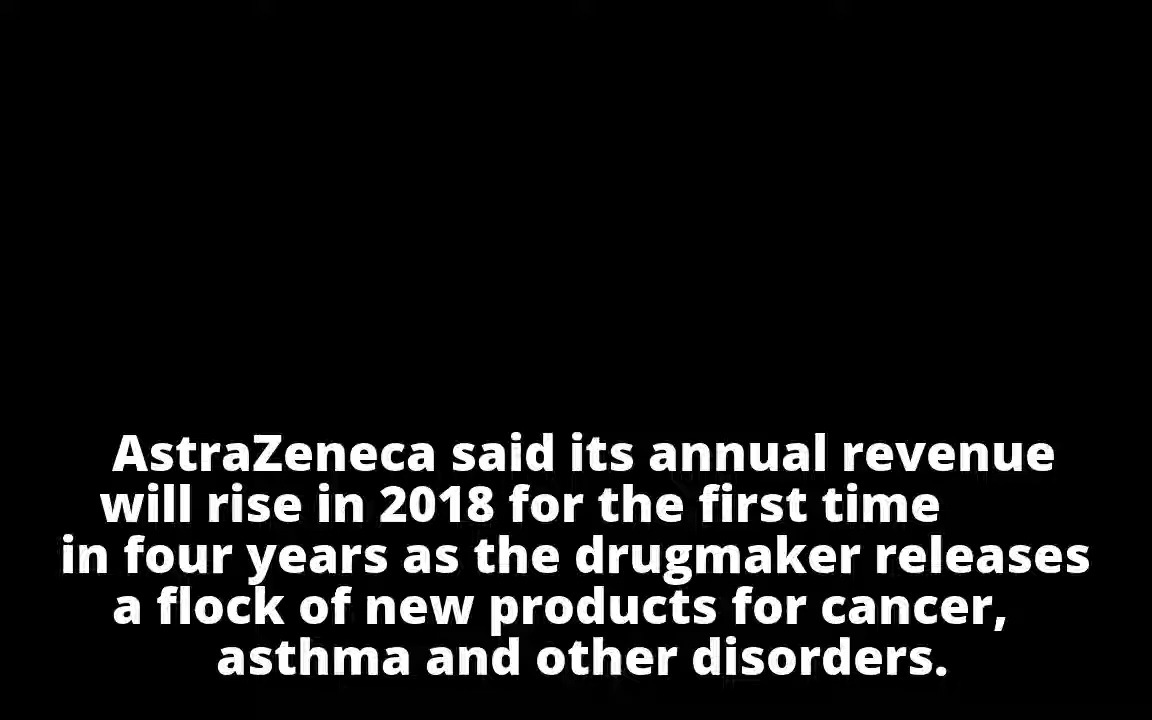 AstraZeneca said its annual revenue
will rise in 2018 for the first time
in four years as the drugmaker releases
a flock of new products for cancer,
asthma and other disorders.